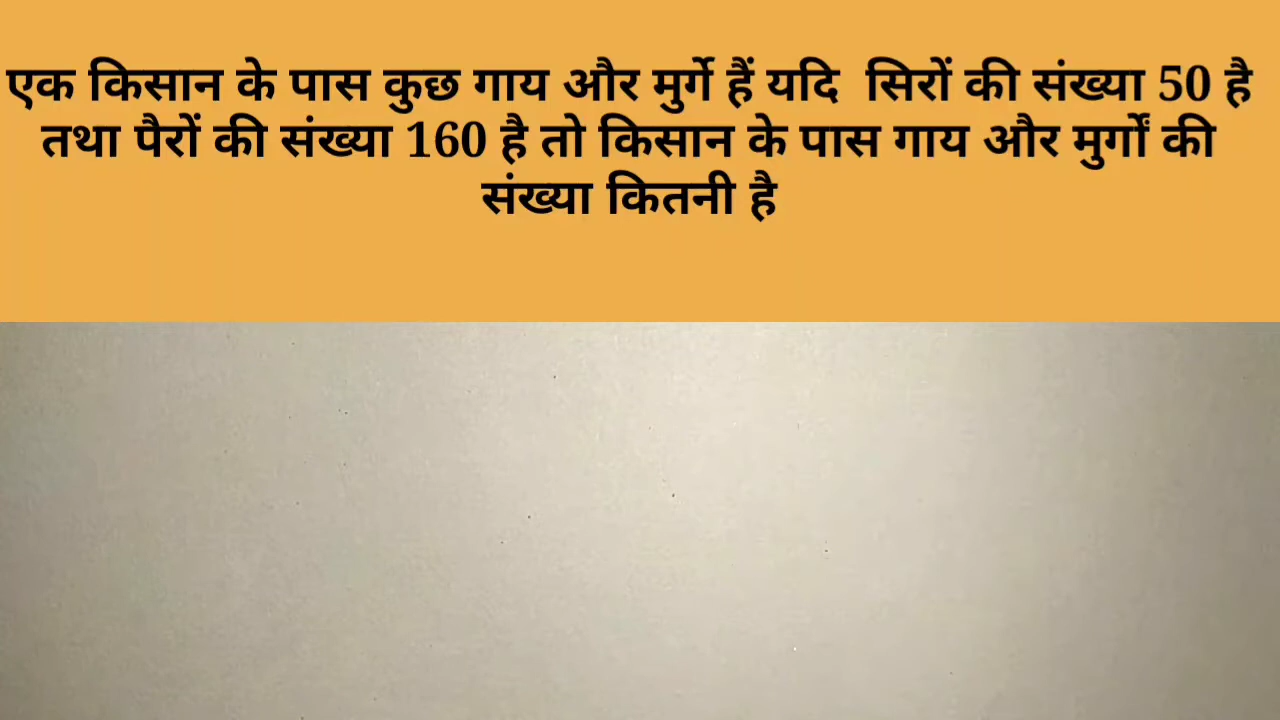 एक किसान के पास कुछ गाय और मुर्गे हैं यदि सिरों की संख्या 50 है
तथा पैरों की संख्या 160 है तो किसान के पास गाय और मुर्गों की
संख्या कितनी है